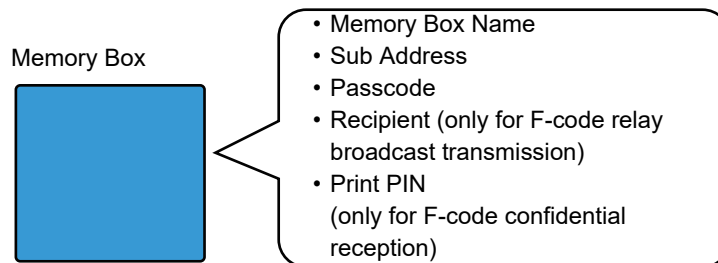 Memory Box
• Memory Box Name
• Sub Address
• Passcode
• Recipient (only for F-code relay
broadcast transmission)
• Print PIN
(only for F-code confidential
reception)